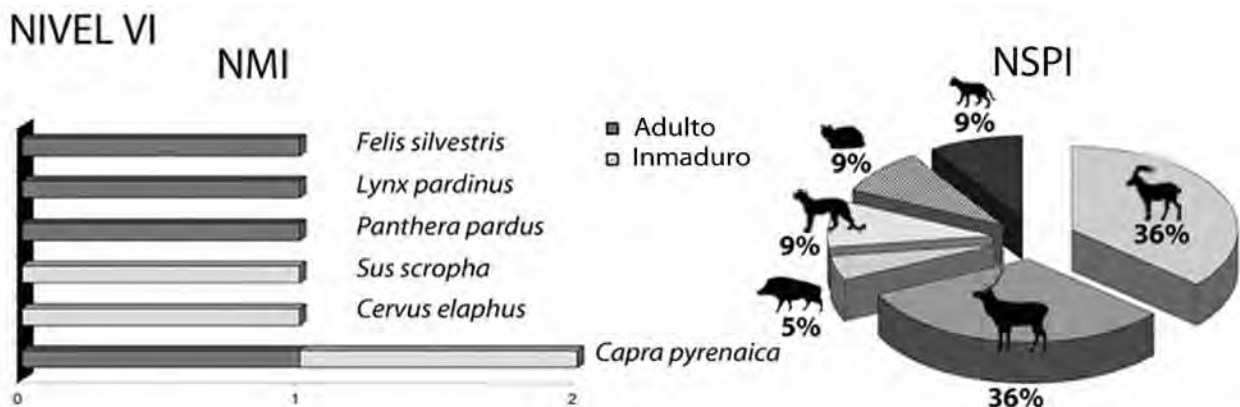 NIVEL VI
NMI
Felis silvestris
Lynx pardinus
Panthera pardus
Sus scropha
Cervus elaphus
Capra pyrenaica
0
1
2
Adulto
Inmaduro
NSPI
9%
9%
9%
5%
36%
36%